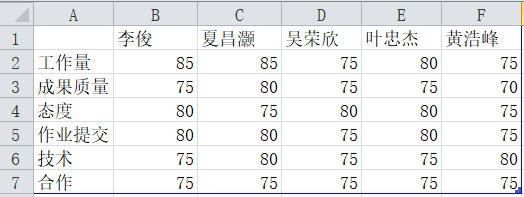 A B C D E F
1 李俊 夏昌灏 吴荣欣 叶忠杰 黄浩峰
2 工作量 85 85 75 80 75
3 成果质量 75 80 75 75 70
4 态度 80 75 80 80 75
5 作业提交 80 80 75 80 75
6 技术 75 80 75 75 80
7 合作 75 75 75 75 75